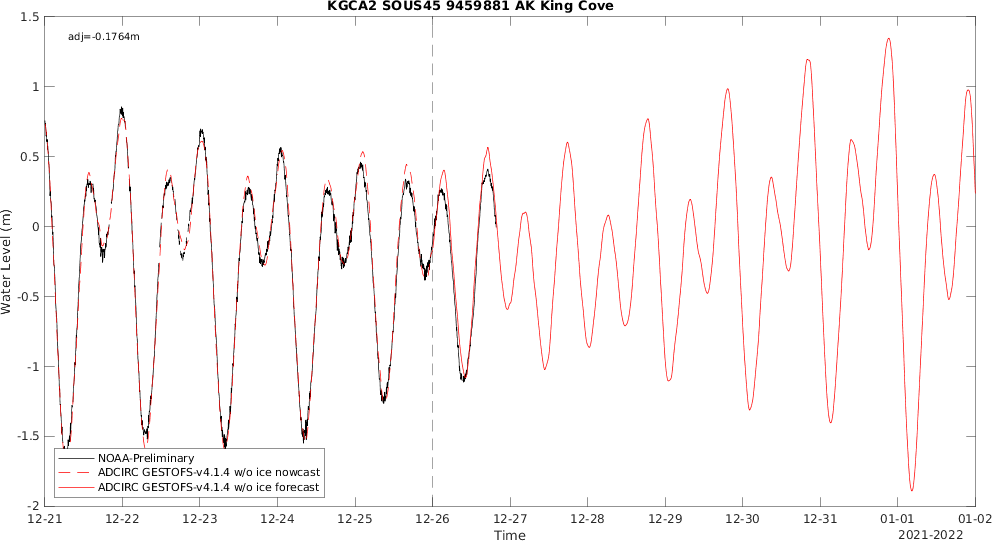 KGCA2 SOUS45 9459881 AK King Cove
adj=-0.1764m
1.5
1
0.5
0
-0.5
-1
-1.5
-2
Water Level (m)
NOAA-Preliminary
ADCIRC GESTOFS-v4.1.4 w/o ice nowcast
ADCIRC GESTOFS-v4.1.4 w/o ice forecast
12-21 12-22 12-23 12-24 12-25 12-26 12-27 12-28 12-29 12-30 12-31 01-01 01-02
Time
2021-2022